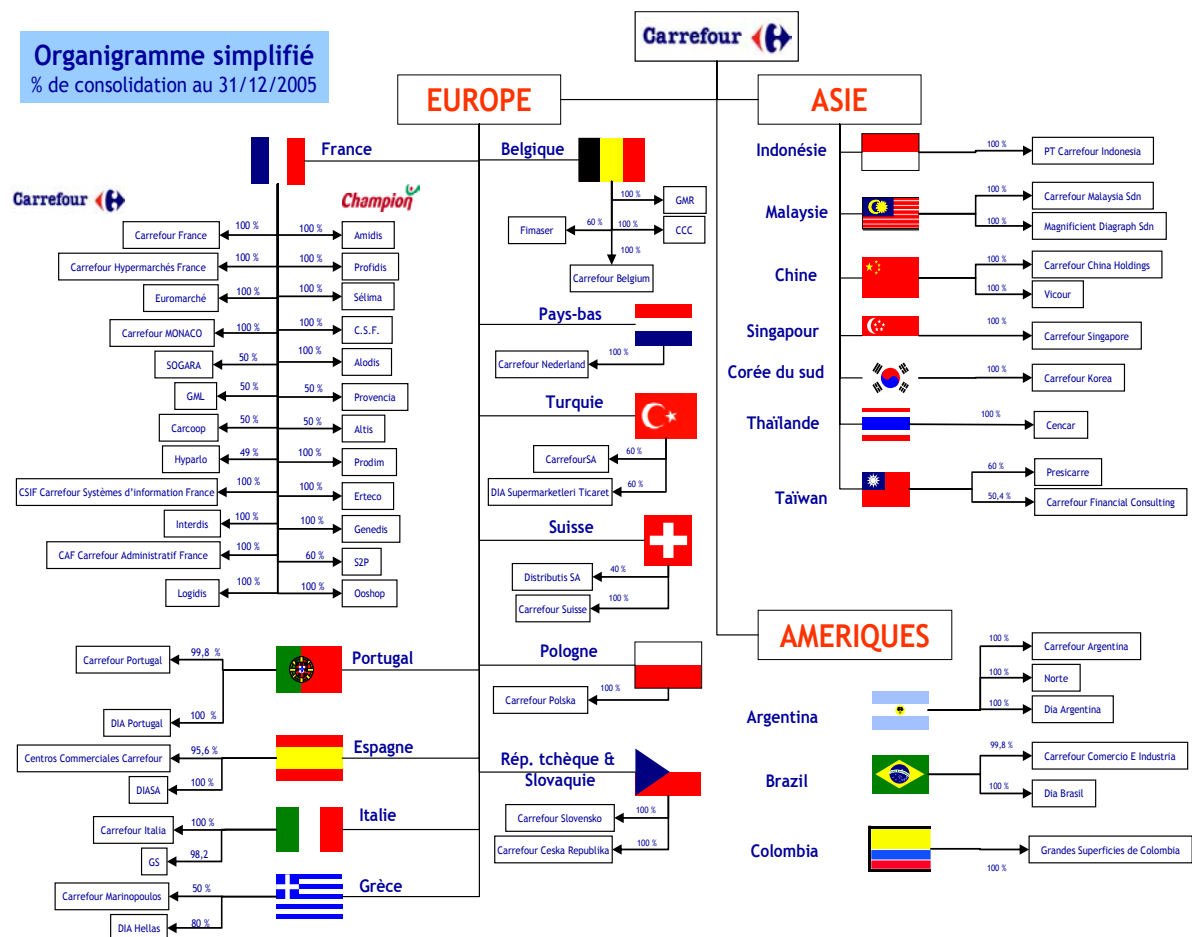 Carrefour
Organigramme simplifié
% de consolidation au 31/12/2005
EUROPE
ASIE
France
Carrefour
Champion
Carrefour France
100 %
100 %
Amidis
Carrefour Hypermarchés France
100 %
100 %
Profidis
Euromarché
100 %
100 %
Sélima
Carrefour MONACO
100 %
100 %
C.S.F.
SOGARA
50 %
100 %
Alodis
GML
50 %
50 %
Provencia
Carcoop
50 %
50 %
Altis
Hyparlo
49 %
100 %
Prodim
CSIF Carrefour Systèmes d'information France
100 %
100 %
Erteco
Interdis
100 %
100 %
Genedis
CAF Carrefour Administratif France
100 %
60 %
S2P
Logidis
100 %
100 %
Ooshop
Portugal
Carrefour Portugal
99,8 %
DIA Portugal
100 %
Espagne
Centros Commerciales Carrefour
95,6 %
DIASA
100 %
Italie
Carrefour Italia
100 %
GS
98,2
Grèce
Carrefour Marinopoulos
50 %
DIA Hellas
80 %
Belgique
100 %
GMR
Fimaser
60 %
100 %
CCC
100 %
Carrefour Belgium
Pays-bas
Carrefour Nederland
100 %
Turquie
CarrefourSA
60 %
DIA Supermarketleri Ticaret
60 %
Suisse
Distributis SA
40 %
Carrefour Suisse
100 %
Pologne
Carrefour Polska
100 %
Rép. tchèque &
Slovaquie
Carrefour Slovensko
100 %
Carrefour Ceska Republika
100 %
Indonésie
100 %
PT Carrefour Indonesia
Malaysie
100 %
Carrefour Malaysia Sdn
100 %
Magnificient Diagraph Sdn
Chine
100 %
Carrefour China Holdings
100 %
Vicour
Singapour
100 %
Carrefour Singapore
Corée du sud
100 %
Carrefour Korea
Thaïlande
100 %
Cencar
Taïwan
60 %
Presicarre
50,4 %
Carrefour Financial Consulting
AMERIQUES
Argentina
100 %
Carrefour Argentina
100 %
Norte
100 %
Dia Argentina
Brazil
99,8 %
Carrefour Comercio E Industria
100 %
Dia Brasil
Colombia
100 %
Grandes Superficies de Colombia